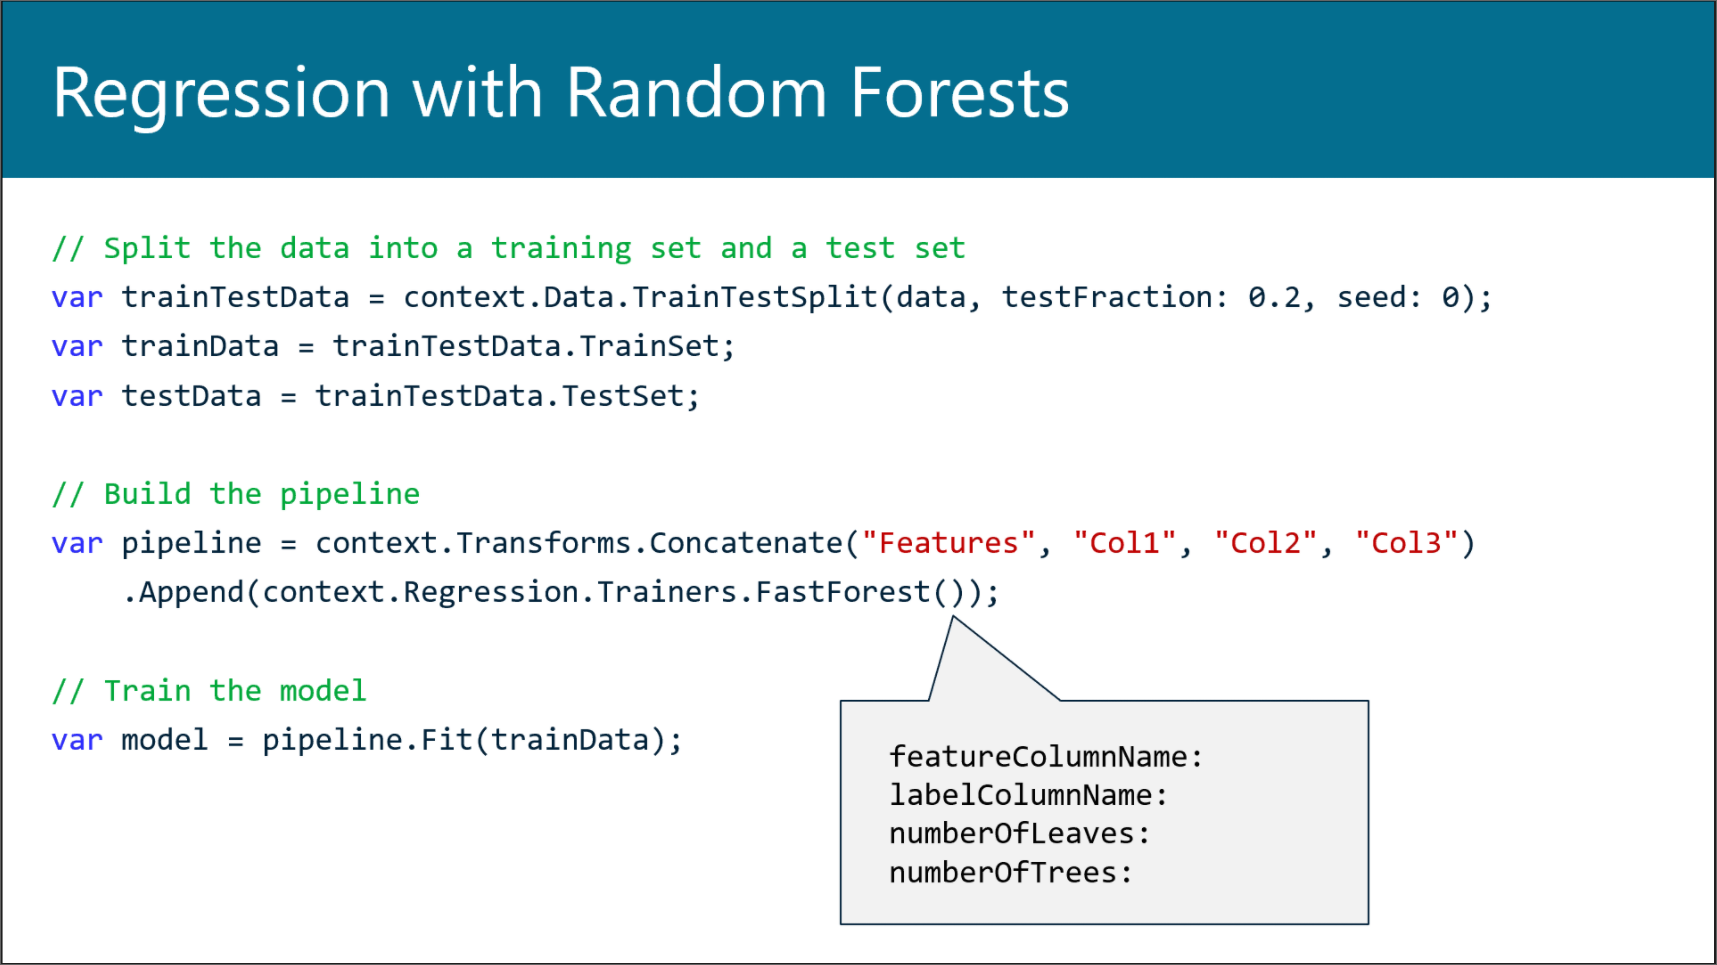 Regression with Random Forests
// Split the data into a training set and a test set
var trainTestData = context.Data.TrainTestSplit(data, testFraction: 0.2, seed: 0);
var trainData = trainTestData.TrainSet;
var testData = trainTestData.TestSet;
// Build the pipeline
var pipeline = context.Transforms.Concatenate("Features", "Col1", "Col2", "Col3")
.Append(context.Regression.Trainers.FastForest());
// Train the model
var model = pipeline.Fit(trainData);
featureColumnName:
labelColumnName:
numberOfLeaves:
numberOfTrees: